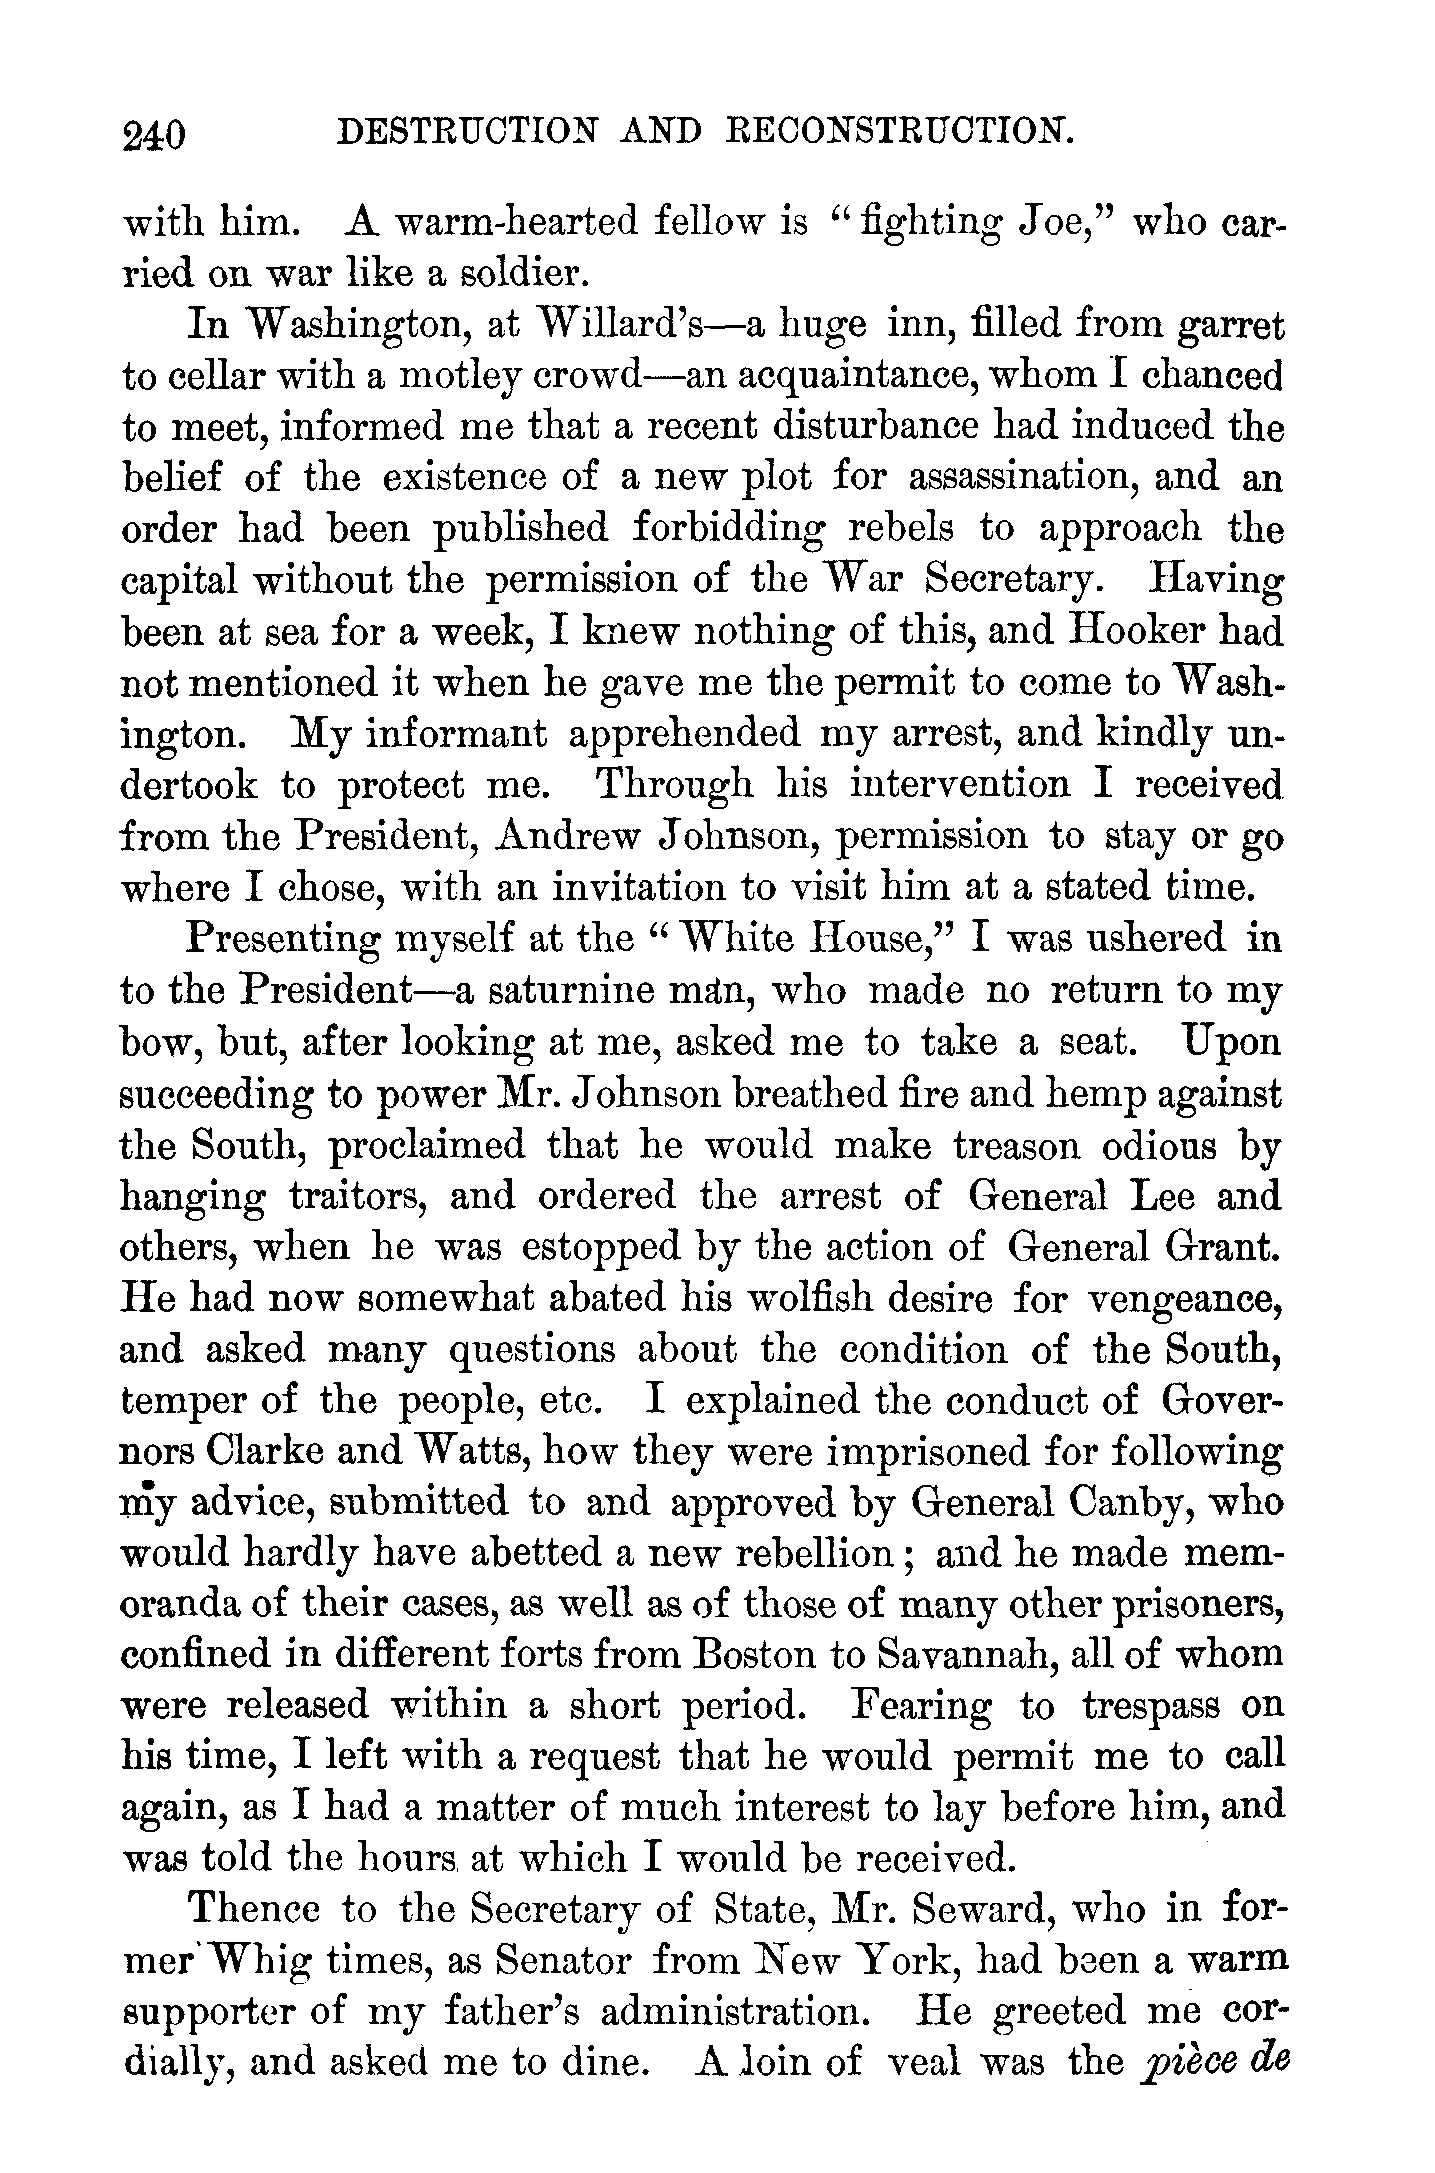 240 DESTRUCTION AND RECONSTRUCTION.
with him. A warm-hearted fellow is “fighting Joe,” who car-
ried on war like a soldier.
In Washington, at Willard’s—a huge inn, filled from garret
to cellar with a motley crowd—an acquaintance, whom I chanced
to meet, informed me that a recent disturbance had induced the
belief of the existence of a new plot for assassination, and an
order had been published forbidding rebels to approach the
capital without the permission of the War Secretary. Having
been at sea for a week, I knew nothing of this, and Hooker had
not mentioned it when he gave me the permit to come to Wash-
ington. My informant apprehended my arrest, and kindly un-
dertook to protect me. Through his intervention I received
from the President, Andrew Johnson, permission to stay or go
where I chose, with an invitation to visit him at a stated time.
Presenting myself at the “White House,” I was ushered in
to the President—a saturnine man, who made no return to my
bow, but, after looking at me, asked me to take a seat. Upon
succeeding to power Mr. Johnson breathed fire and hemp against
the South, proclaimed that he would make treason odious by
hanging traitors, and ordered the arrest of General Lee and
others, when he was estopped by the action of General Grant.
He had now somewhat abated his wolfish desire for vengeance,
and asked many questions about the condition of the South,
temper of the people, etc. I explained the conduct of Gover-
nors Clarke and Watts, how they were imprisoned for following
my advice, submitted to and approved by General Canby, who
would hardly have abetted a new rebellion; and he made mem-
oranda of their cases, as well as of those of many other prisoners,
confined in different forts from Boston to Savannah, all of whom
were released within a short period. Fearing to trespass on
his time, I left with a request that he would permit me to call
again, as I had a matter of much interest to lay before him, and
was told the hours at which I would be received.
Thence to the Secretary of State, Mr. Seward, who in for-
mer Whig times, as Senator from New York, had been a warm
supporter of my father’s administration. He greeted me cor-
dially, and asked me to dine. A loin of veal was the pièce de